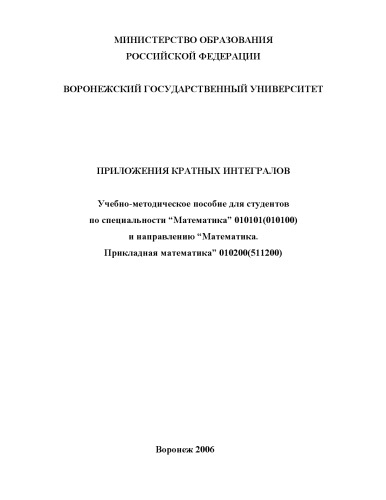 МИНИСТЕРСТВО ОБРАЗОВАНИЯ
РОССИЙСКОЙ ФЕДЕРАЦИИ
ВОРОНЕЖСКИЙ ГОСУДАРСТВЕННЫЙ УНИВЕРСИТЕТ
ПРИЛОЖЕНИЯ КРАТНЫХ ИНТЕГРАЛОВ
Учебно-методическое пособие для студентов
по специальности “Математика” 010101(010100)
и направлению “Математика.
Прикладная математика” 010200(511200)
Воронеж 2006